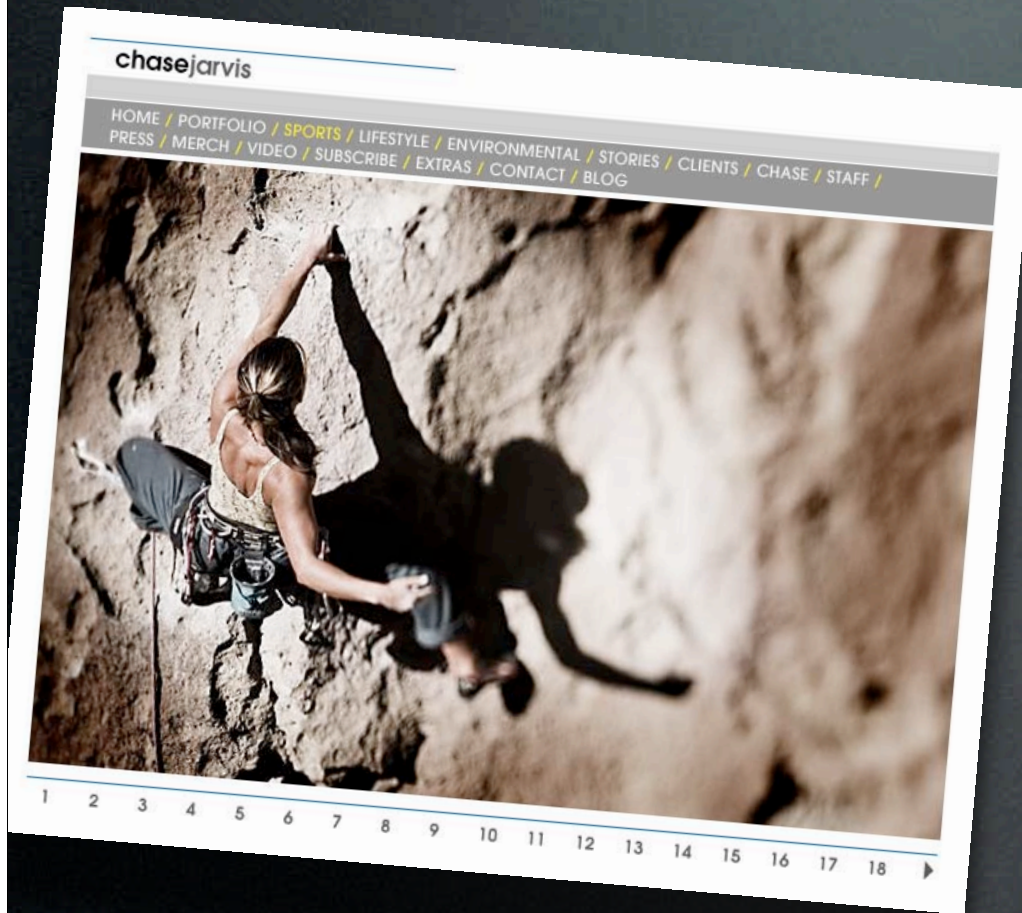 chasejarvis
HOME / PORTFOLIO / SPORTS / LIFESTYLE / ENVIRONMENTAL / STORIES / CLIENTS / CHASE / STAFF /
PRESS / MERCH / VIDEO / SUBSCRIBE / EXTRAS / CONTACT / BLOG
1 2 3 4 5 6 7 8 9 10 11 12 13 14 15 16 17 18